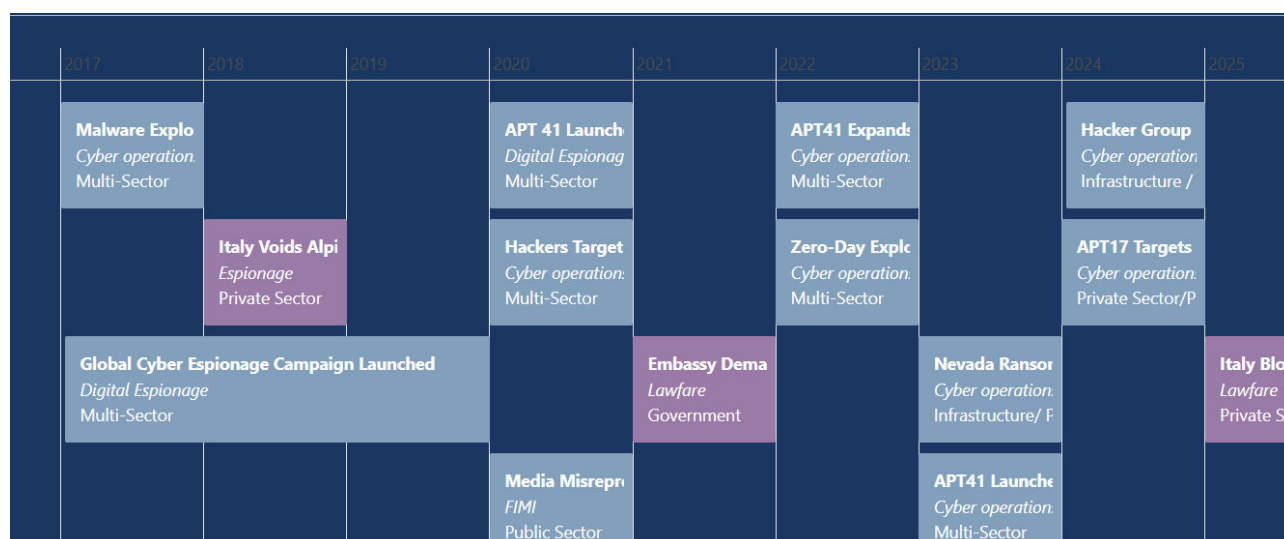 2017 2018 2019 2020 2021 2022 2023 2024 2025
Malware Explo
Cyber operation
Multi-Sector
APT 41 Launch
Digital Espionag
Multi-Sector
APT41 Expands
Cyber operation
Multi-Sector
Hacker Group
Cyber operation
Infrastructure /
Italy Voids Alpi
Espionage
Private Sector
Hackers Target
Cyber operation
Multi-Sector
Zero-Day Explo
Cyber operation
Multi-Sector
APT17 Targets
Cyber operation
Private Sector/P
Global Cyber Espionage Campaign Launched
Digital Espionage
Multi-Sector
Embassy Dema
Lawfare
Government
Nevada Ransor
Cyber operation
Infrastructure/ P
Italy Blo
Lawfare
Private S
Media Misrepr
FIMI
Public Sector
APT41 Launche
Cyber operation
Multi-Sector